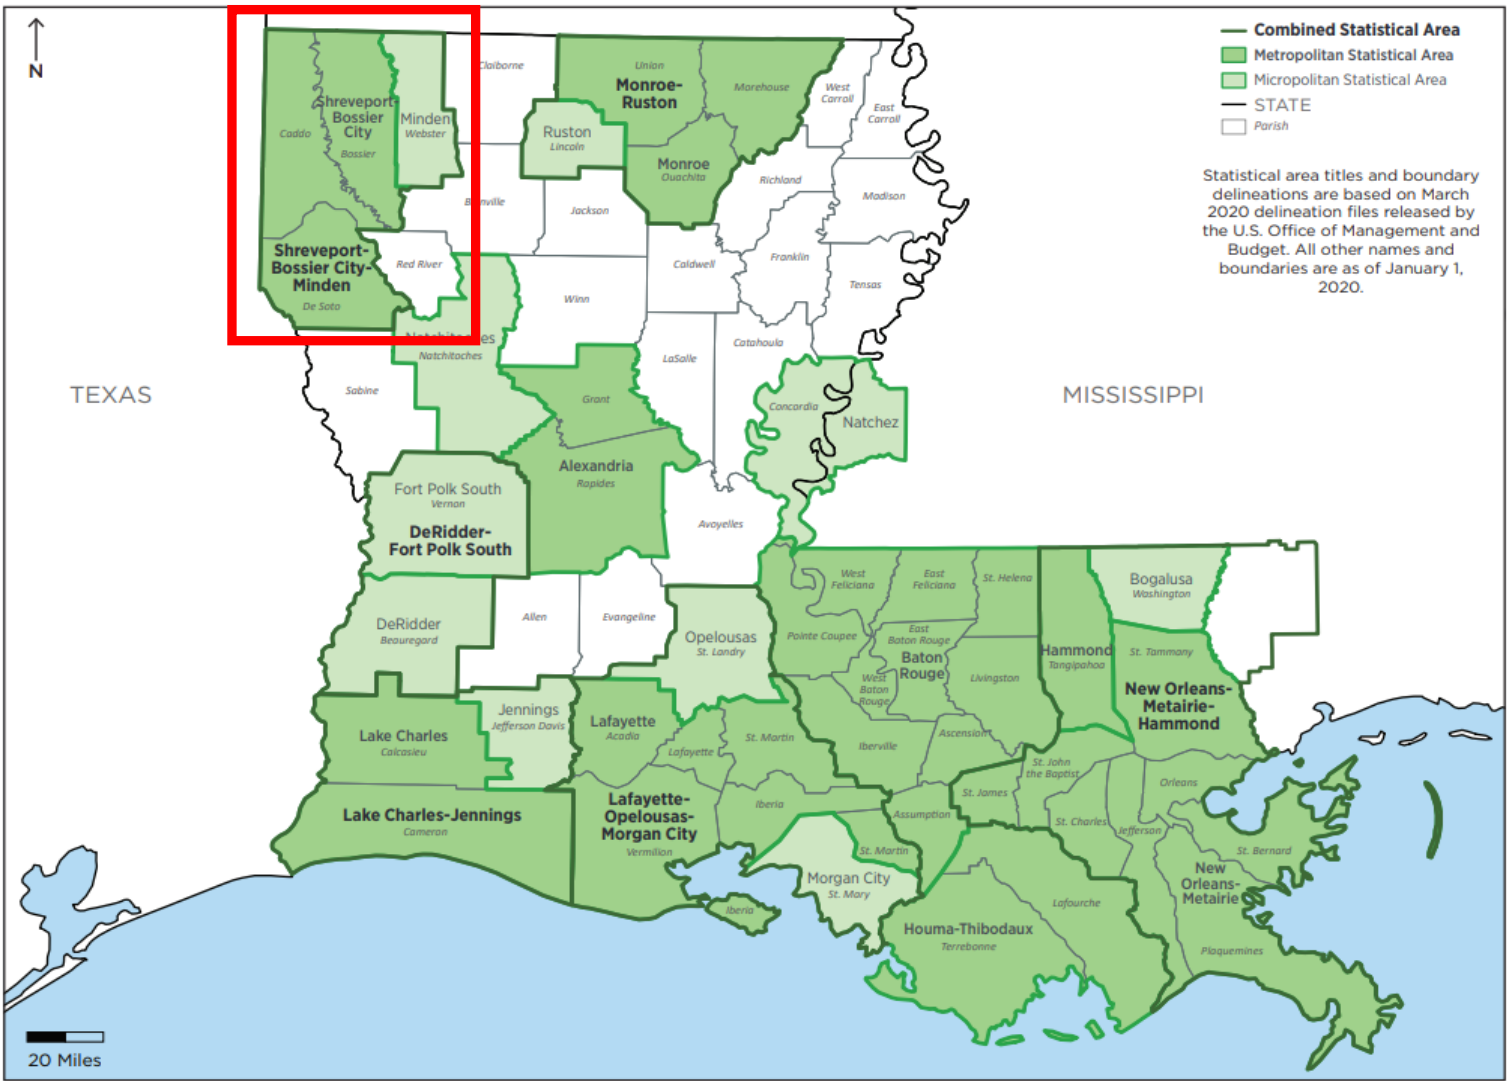 N
TEXAS
MISSISSIPPI
Combined Statistical Area
Metropolitan Statistical Area
Micropolitan Statistical Area
STATE
Parish
Statistical area titles and boundary
delineations are based on March
2020 delineation files released by
the U.S. Office of Management and
Budget. All other names and
boundaries are as of January 1,
2020.
Caddo
Shreveport-
Bossier
City
Bossier
Minden
Webster
Shreveport-
Bossier City-
Minden
De Soto
Red River
Claiborne
Union
Monroe-
Ruston
Morehouse
West
Carroll
East
Carroll
Ruston
Lincoln
Monroe
Ouachita
Richland
Madison
Bienville
Jackson
Caldwell
Franklin
Tensas
Winn
Natchitoches
Natchitoches
Sabine
Grant
LaSalle
Catahoula
Concordia
Natchez
Alexandria
Rapides
Avoyelles
Fort Polk South
Vernon
DeRidder-
Fort Polk South
DeRidder
Beauregard
Allen
Evangeline
Opelousas
St. Landry
West
Feliciana
East
Feliciana
St. Helena
Bogalusa
Washington
Pointe Coupee
East
Baton Rouge
Baton
Rouge
West
Baton
Rouge
Livingston
Hammond
Tangipahoa
St. Tammany
New Orleans-
Metairie-
Hammond
Lake Charles
Calcasieu
Jennings
Jefferson Davis
Lafayette
Acadia
Lafayette
St. Martin
Iberville
Ascension
St. John
the Baptist
Orleans
Lake Charles-Jennings
Cameron
Lafayette-
Opelousas-
Morgan City
Vermilion
Iberia
Assumption
St. James
St. Charles
Jefferson
St. Bernard
St. Martin
Morgan City
St. Mary
New
Orleans-
Metairie
Iberia
Houma-Thibodaux
Terrebonne
Lafourche
Plaquemines
20 Miles